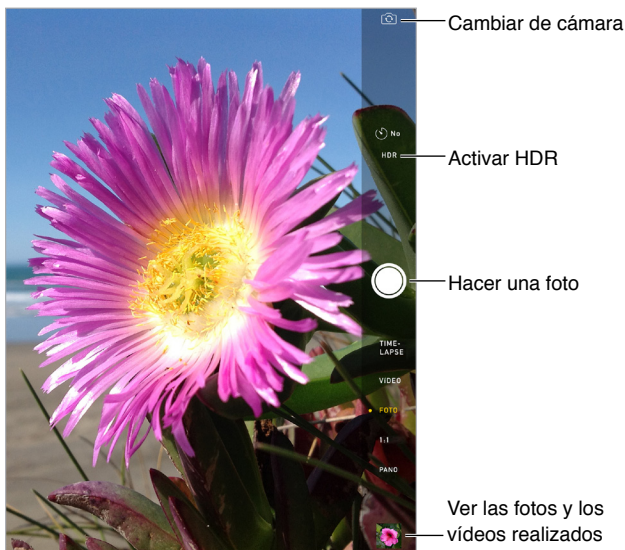 Cambiar de cámara
No
HDR
Activar HDR
Hacer una foto
TIME-
LAPSE
VÍDEO
FOTO
1:1
PANO
Ver las fotos y los
vídeos realizados